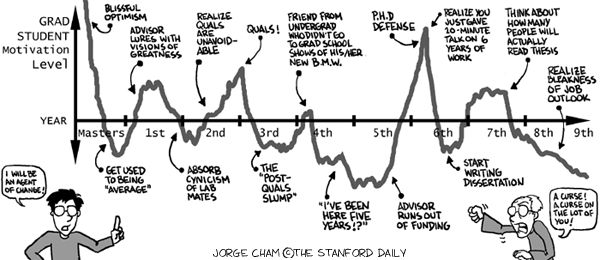 GRAD
STUDENT
Motivation
Level
BLISSFUL
OPTIMISM
ADVISOR
LURES WITH
VISIONS OF
GREATNESS
REALIZE
QUALS
ARE
UNAVOID-
ABLE
QUALS!
FRIEND FROM
UNDERGRAD
WHO DIDN'T GO
TO GRAD SCHOOL
SHOWS OF HIS/HER
NEW B.M.W.
P.H.D
DEFENSE
REALIZE YOU
JUST GAVE
20-MINUTE
TALK ON 6
YEARS OF
WORK
THINK ABOUT
HOW MANY
PEOPLE WILL
ACTUALLY
READ THESIS
REALIZE
BLEAKNESS
OF JOB
OUTLOOK
YEAR
Masters 1st 2nd 3rd 4th 5th 6th 7th 8th 9th
GET USED
TO BEING
"AVERAGE"
ABSORB
CYNICISM
OF LAB
MATES
THE
"POST-
QUALS
SLUMP"
"I'VE BEEN
HERE FIVE
YEARS!?"
ADVISOR
RUNS OUT
OF FUNDING
START
WRITING
DISSERTATION
I WILL BE
AN AGENT
OF CHANGE!
A CURSE! A
CURSE ON
THE LOT OF
YOU!
JORGE CHAM ©THE STANFORD DAILY